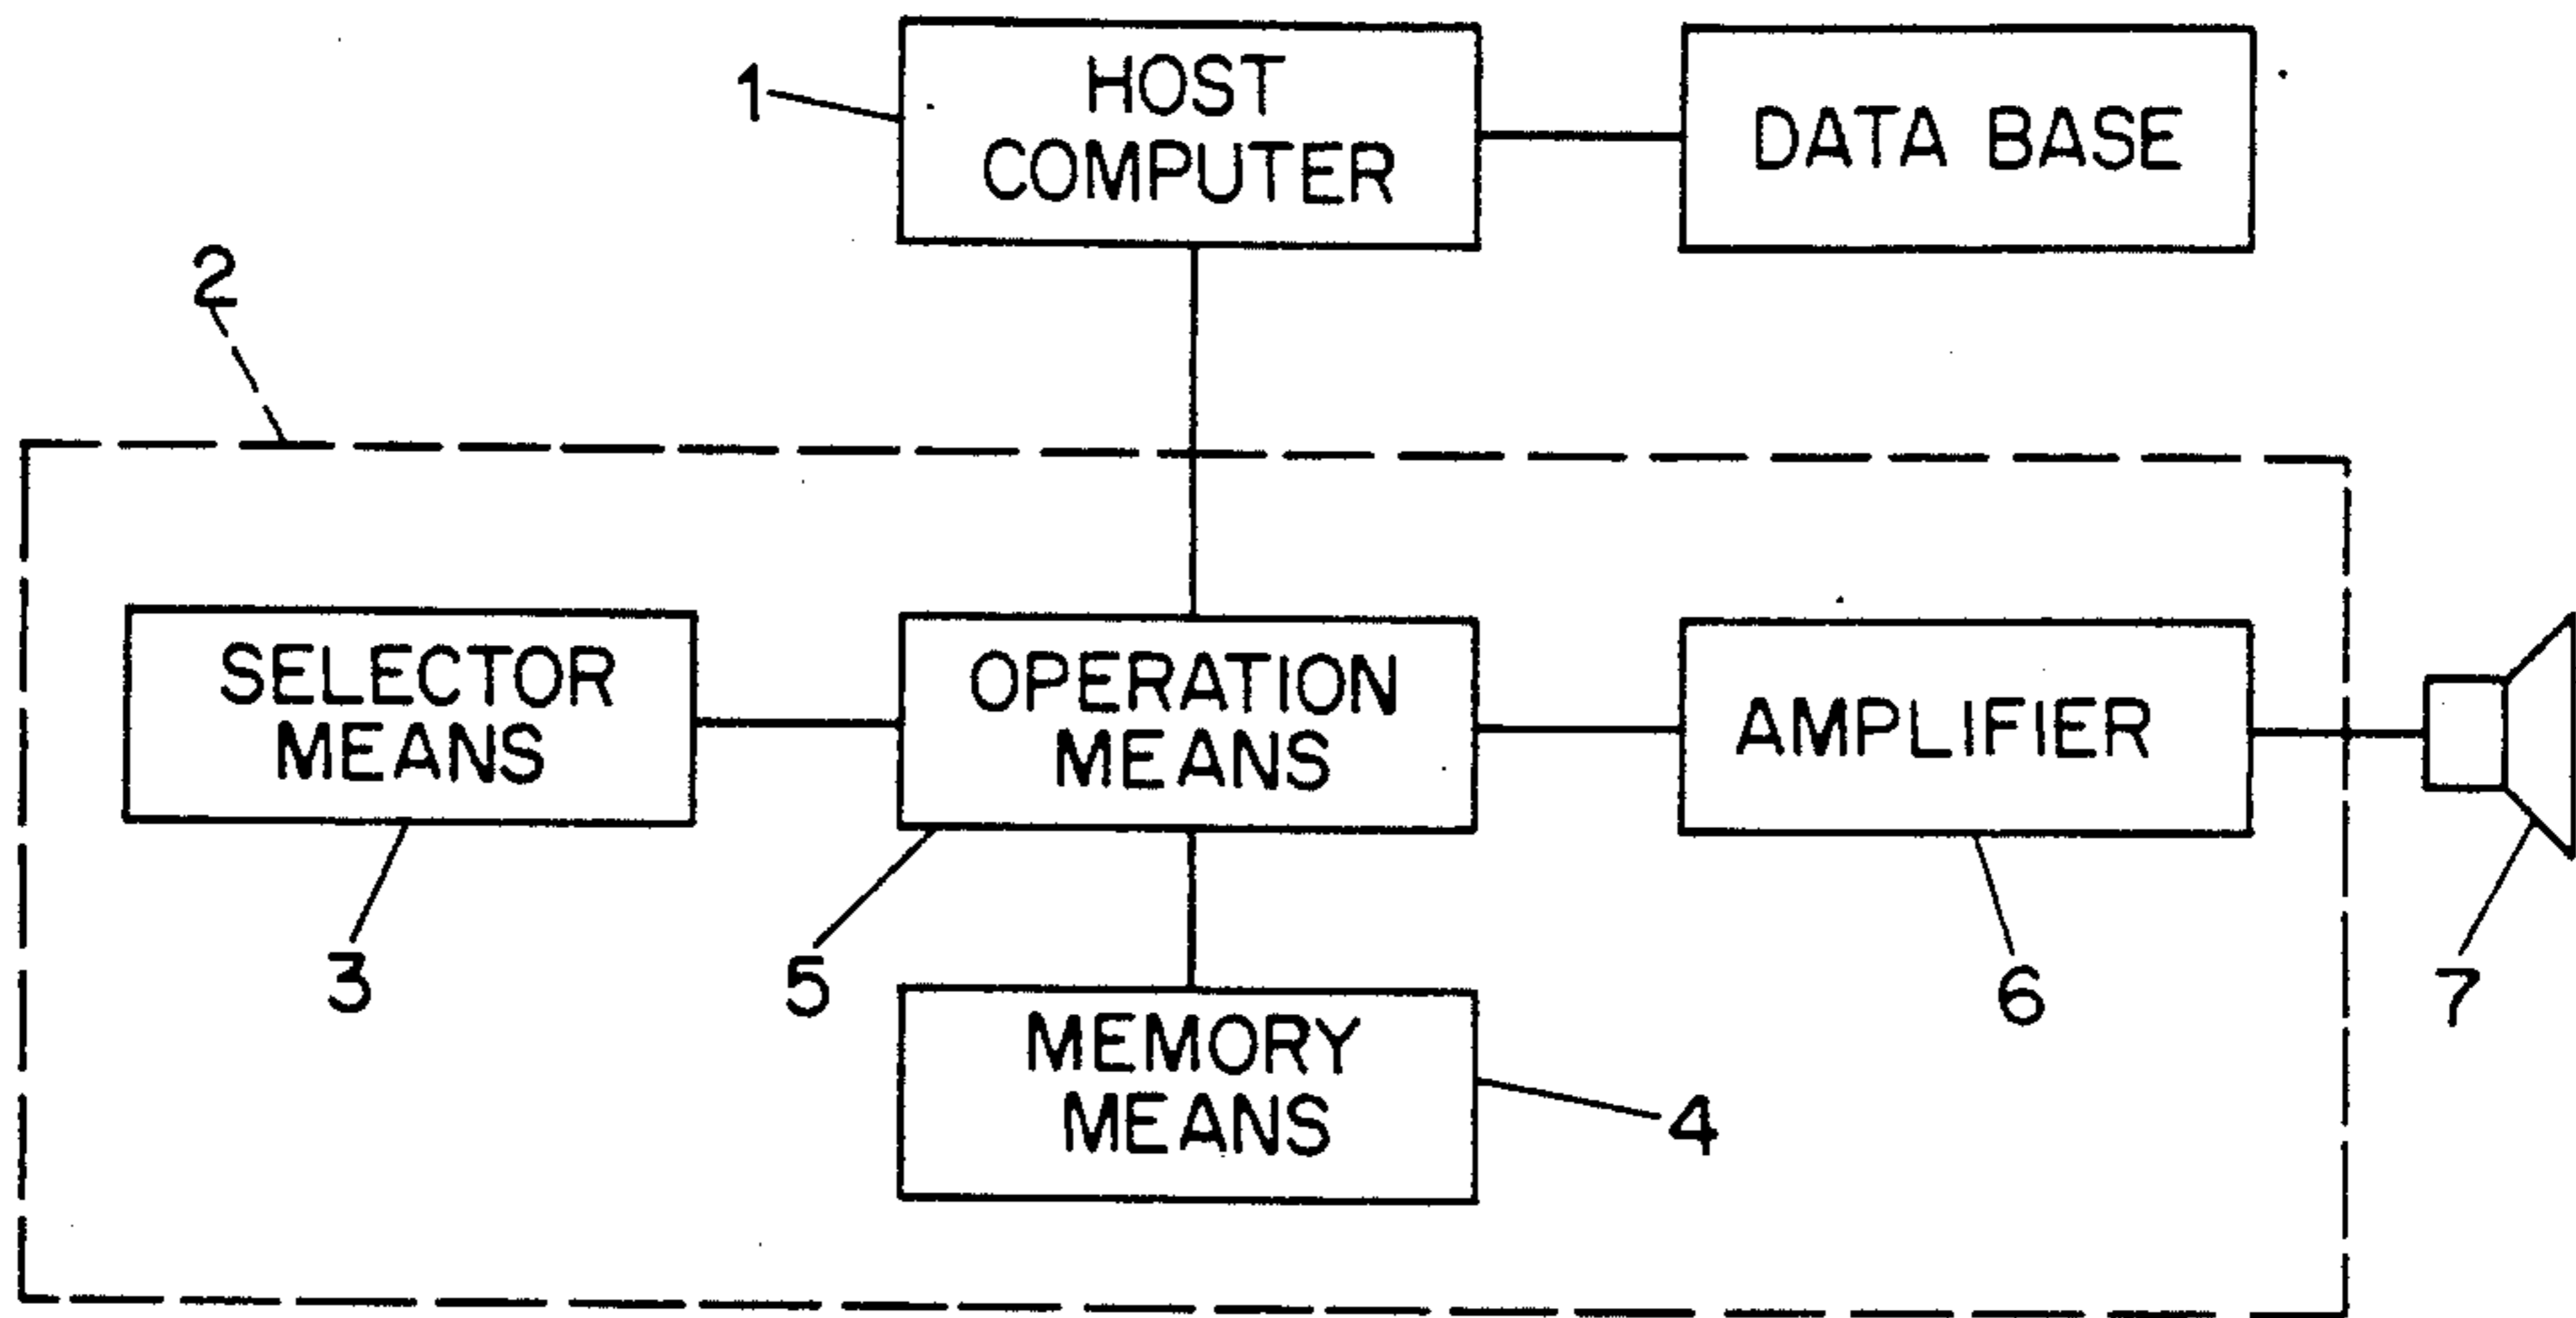 HOST
COMPUTER
1
DATA BASE
2
SELECTOR
MEANS
3
OPERATION
MEANS
5
AMPLIFIER
6
7
MEMORY
MEANS
4